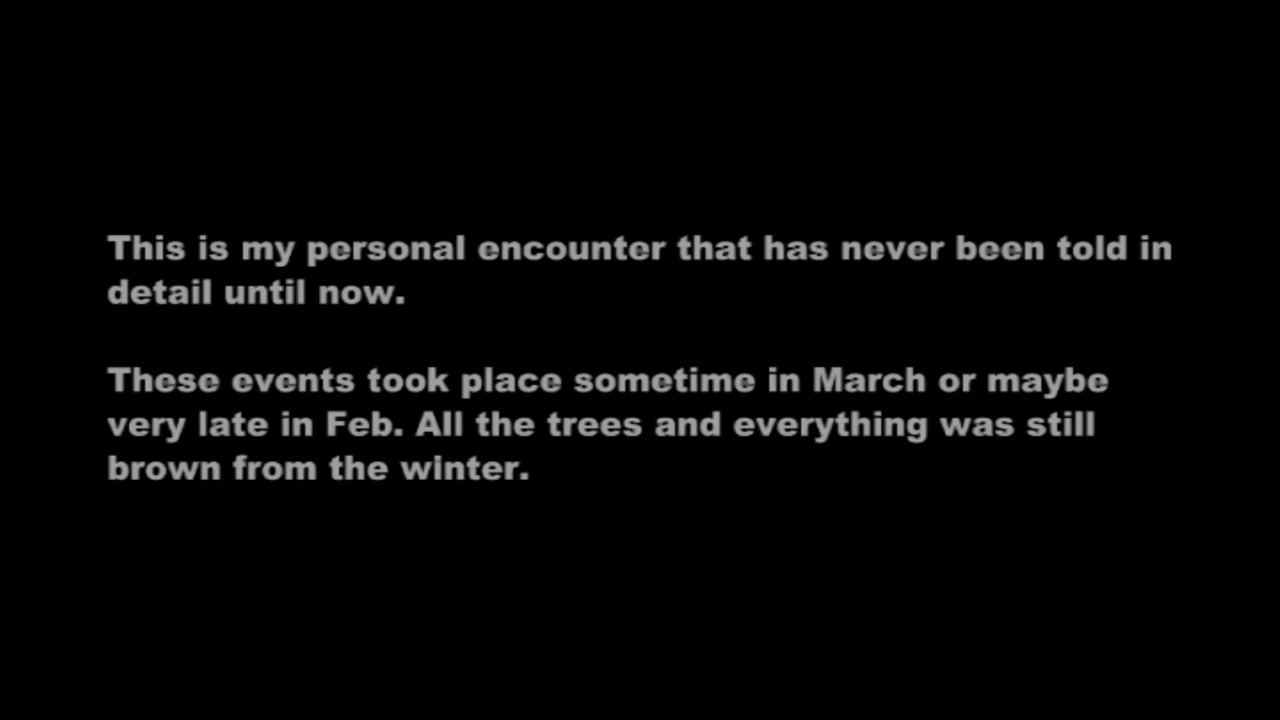 This is my personal encounter that has never been told in
detail until now.
These events took place sometime in March or maybe
very late in Feb. All the trees and everything was still
brown from the winter.